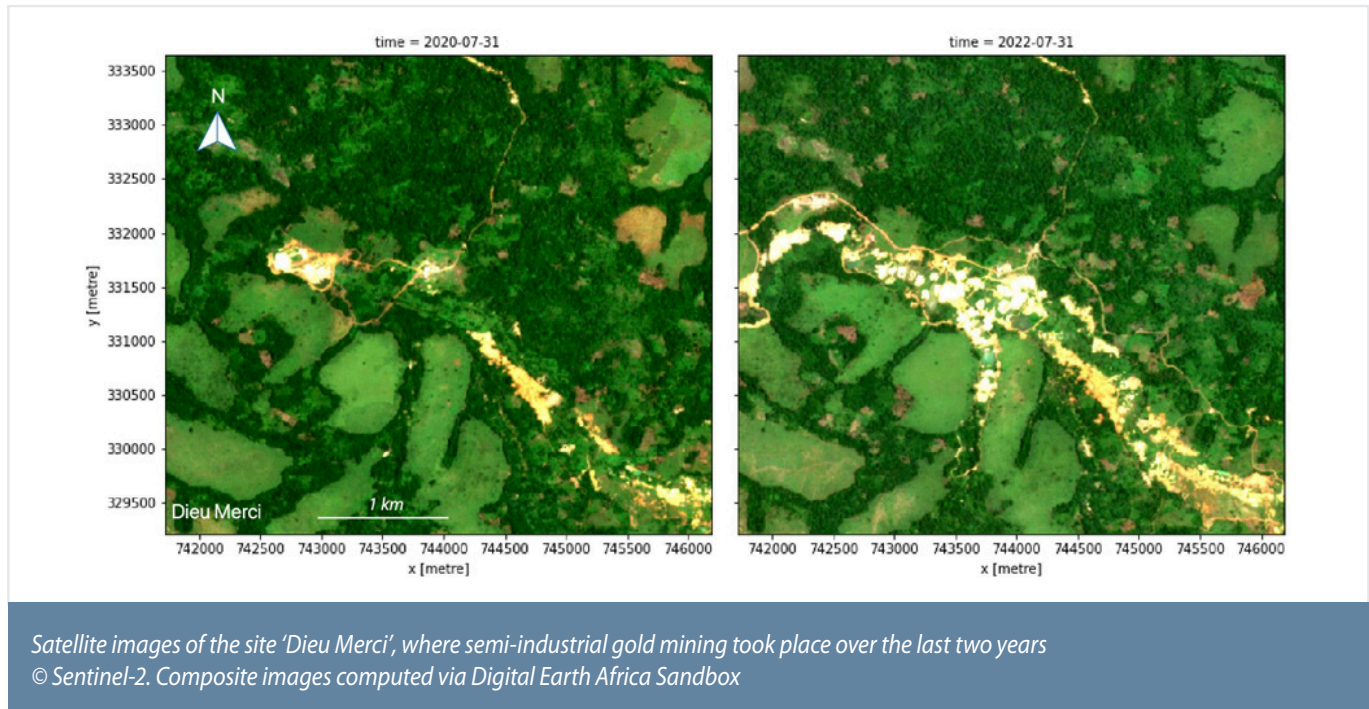 time = 2020-07-31
time = 2022-07-31
333500
333000
332500
332000
331500
331000
330500
330000
329500
y [metre]
N
Dieu Merci
1 km
742000 742500 743000 743500 744000 744500 745000 745500 746000
742000 742500 743000 743500 744000 744500 745000 745500 746000
x [metre]
x [metre]
Satellite images of the site ‘Dieu Merci’, where semi-industrial gold mining took place over the last two years
© Sentinel-2. Composite images computed via Digital Earth Africa Sandbox